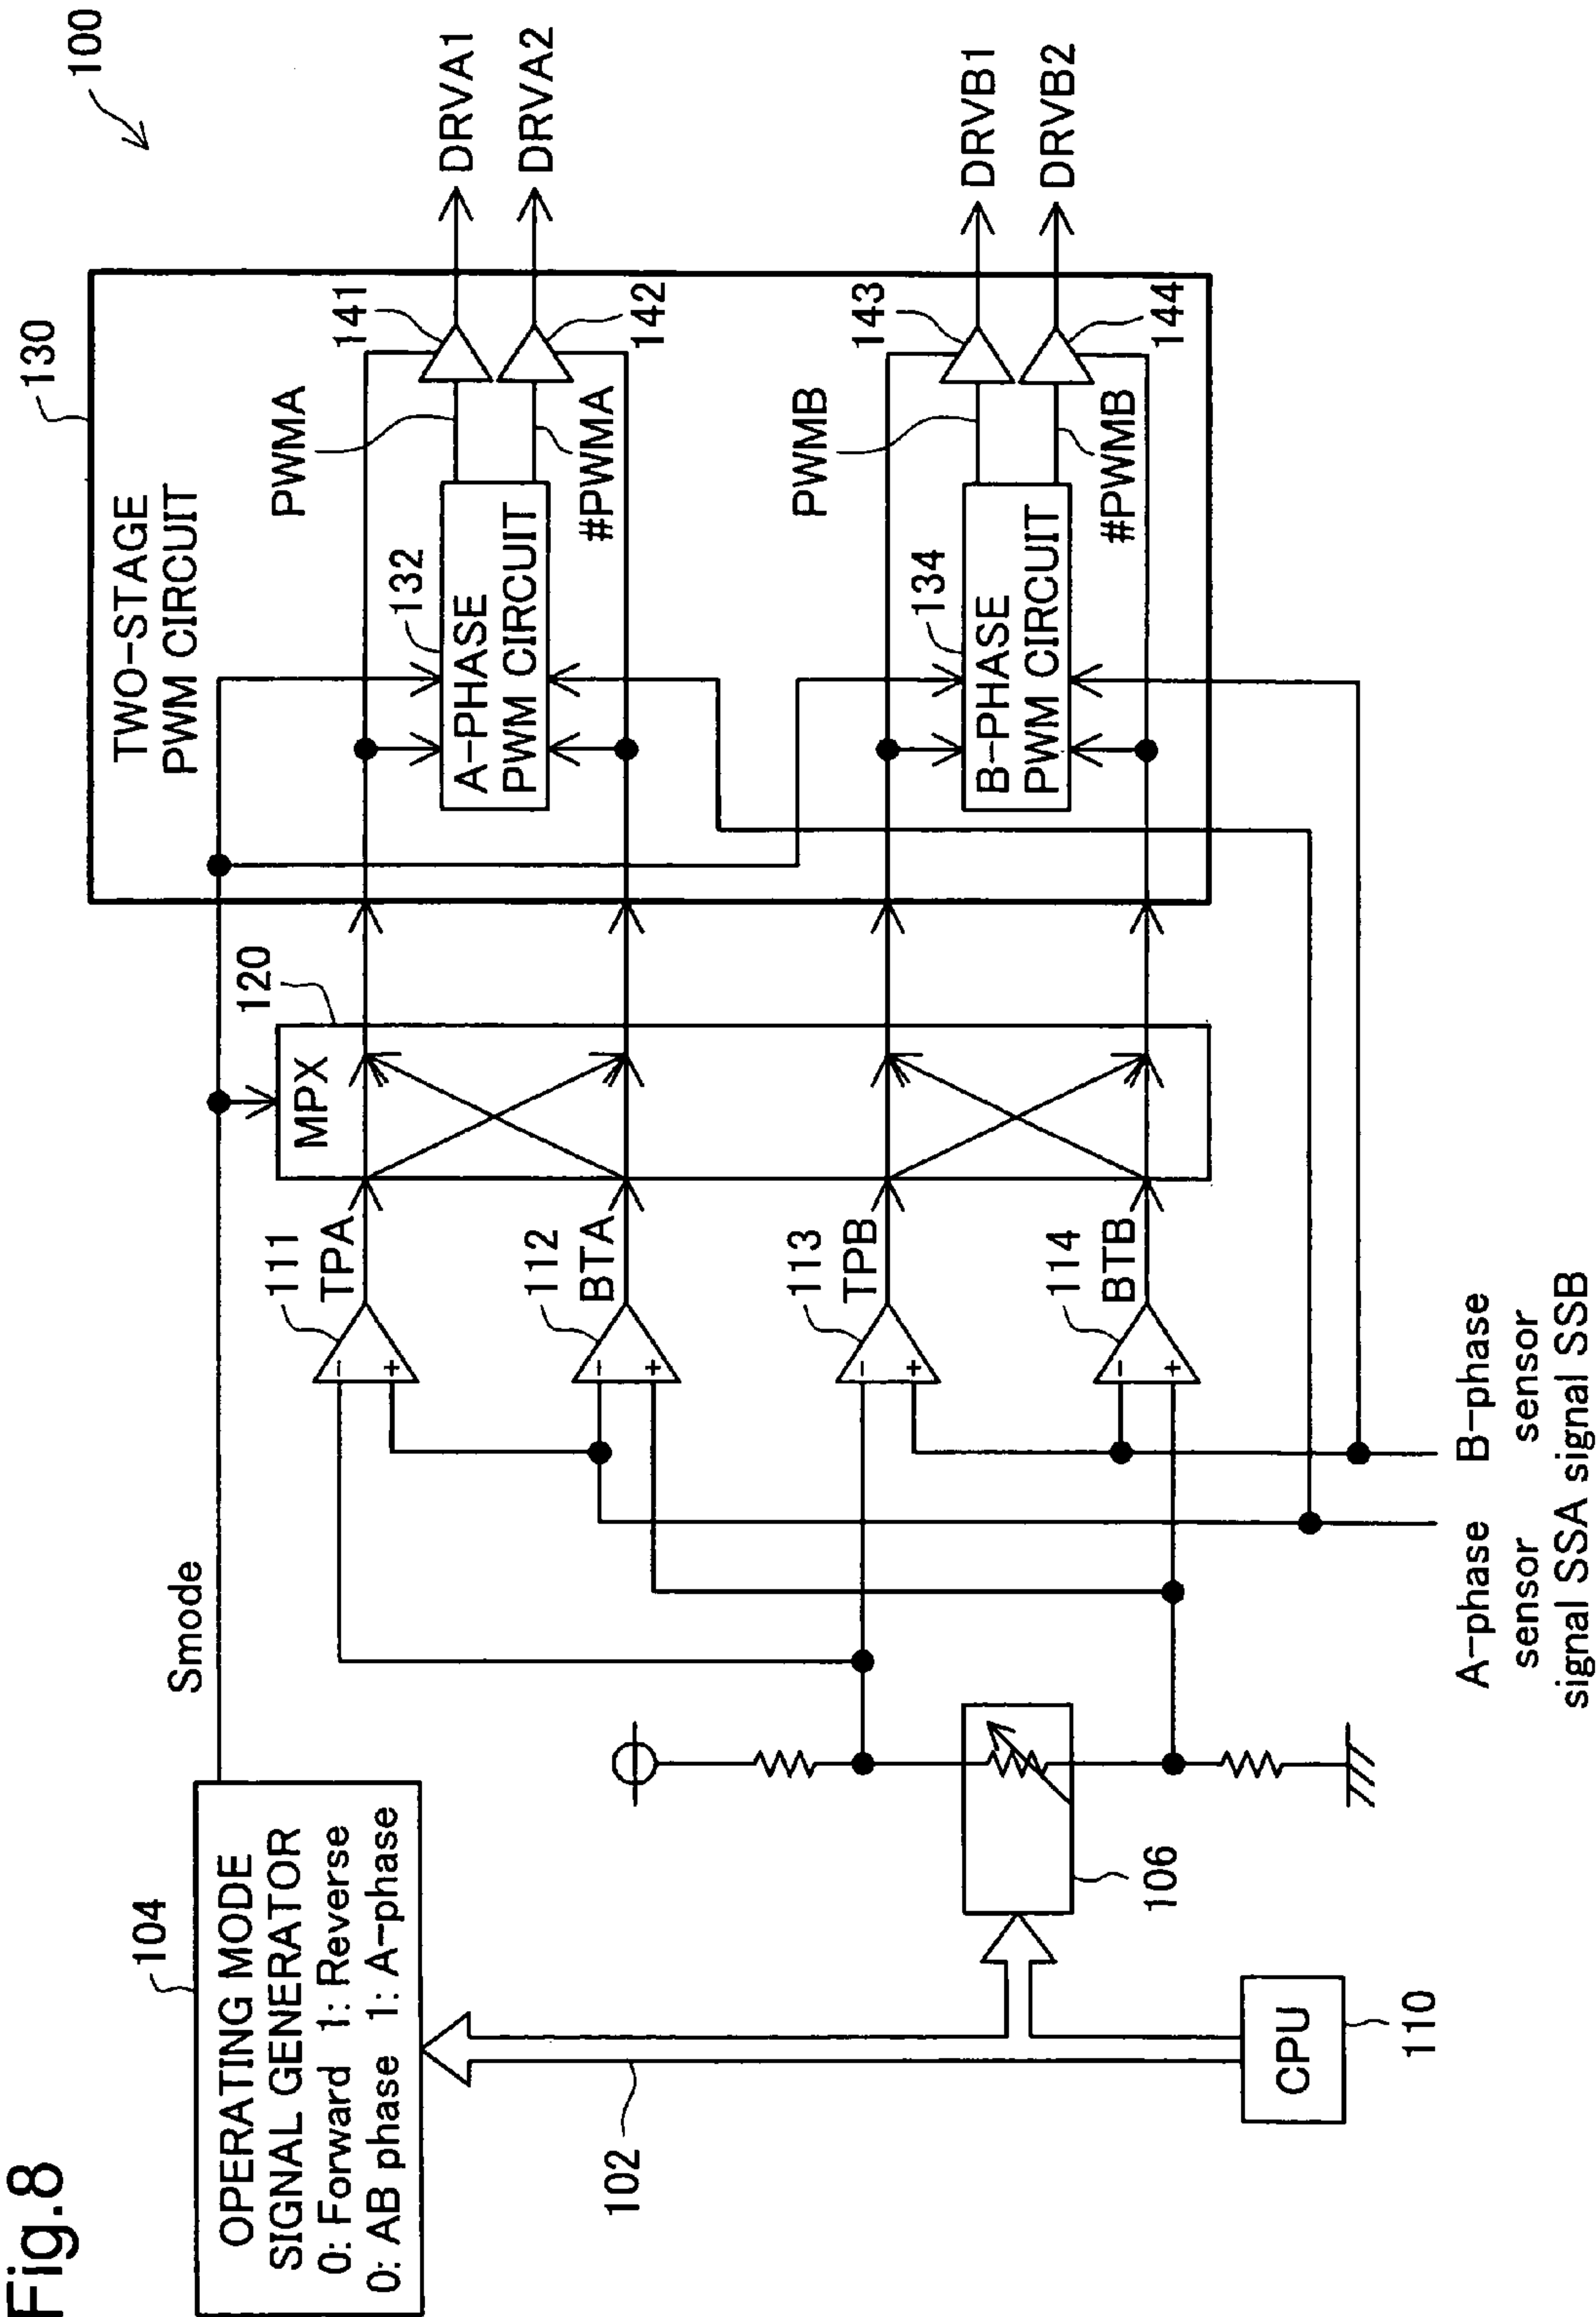 Fig.8
100
104
OPERATING MODE
SIGNAL GENERATOR
0: Forward 1: Reverse
0: AB phase 1: A-phase
Smode
102
CPU
110
106
111
TPA
112
BTA
113
TPB
114
BTB
-
+
-
+
-
+
-
+
120
MPX
130
TWO-STAGE
PWM CIRCUIT
132
A-PHASE
PWM CIRCUIT
PWMA
#PWMA
141
142
DRVA1
DRVA2
134
B-PHASE
PWM CIRCUIT
PWMB
#PWMB
143
144
DRVB1
DRVB2
A-phase
sensor
signal SSA
B-phase
sensor
signal SSB